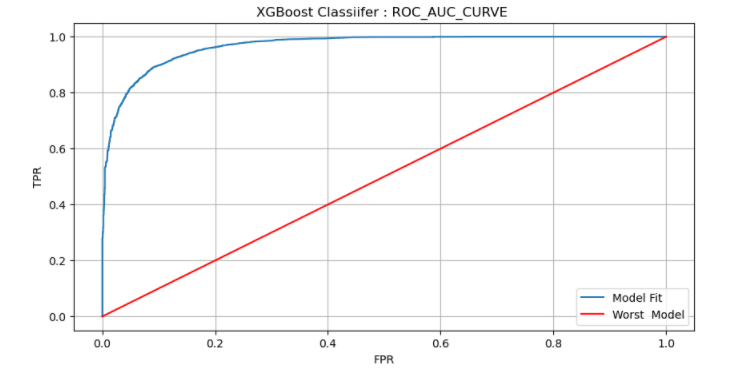 XGBoost Classiifer : ROC_AUC_CURVE
1.0
0.8
0.6
0.4
0.2
0.0
TPR
0.0 0.2 0.4 0.6 0.8 1.0
FPR
Model Fit
Worst  Model